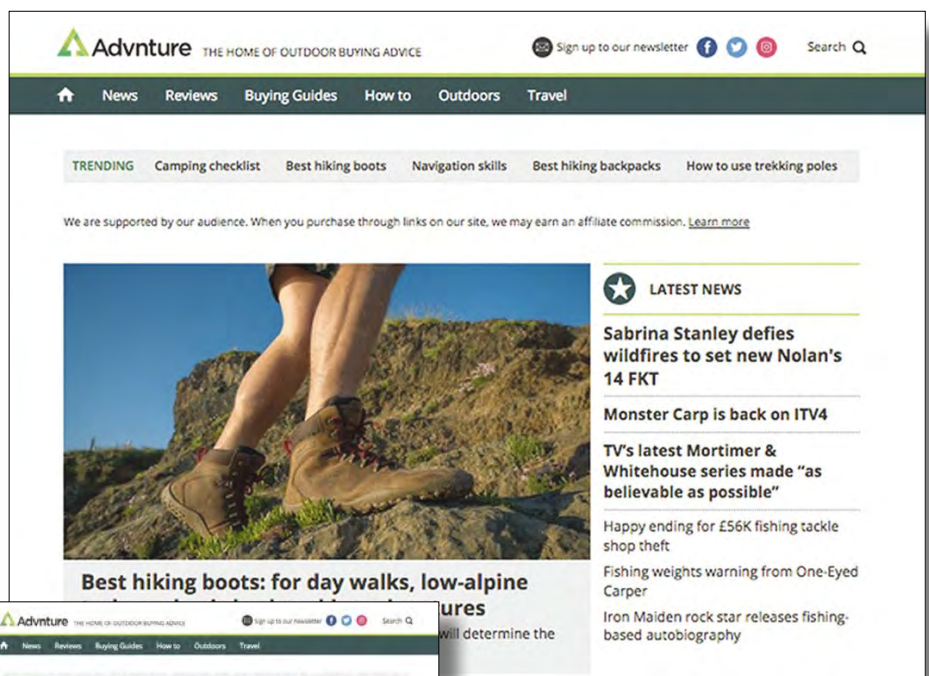 Advnture THE HOME OF OUTDOOR BUYING ADVICE
Sign up to our newsletter
Search
News Reviews Buying Guides How to Outdoors Travel
TRENDING Camping checklist Best hiking boots Navigation skills Best hiking backpacks How to use trekking poles
We are supported by our audience. When you purchase through links on our site, we may earn an affiliate commission. Learn more
Best hiking boots: for day walks, low-alpine
will determine the
LATEST NEWS
Sabrina Stanley defies
wildfires to set new Nolan's
14 FKT
Monster Carp is back on ITV4
TV's latest Mortimer &
Whitehouse series made "as
believable as possible"
Happy ending for £56K fishing tackle
shop theft
Fishing weights warning from One-Eyed
Carper
Iron Maiden rock star releases fishing-
based autobiography
Advnture THE HOME OF OUTDOOR BUYING ADVICE
Sign up to our newsletter
Search
News Reviews Buying Guides How to Outdoors Travel